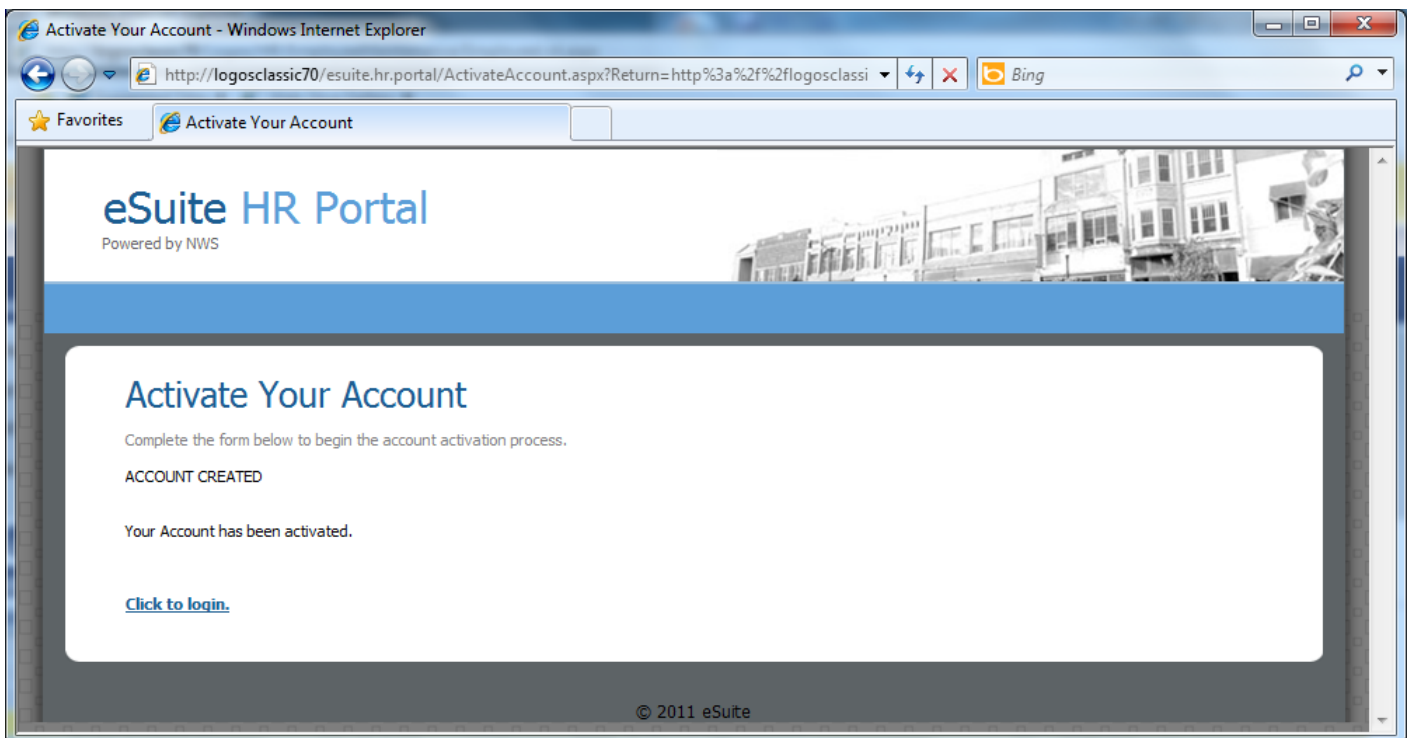 Activate Your Account - Windows Internet Explorer
http://logosclassic70/esuite.hr.portal/ActivateAccount.aspx?Return=http%3a%2f%2flogosclassi
Bing
Favorites
Activate Your Account
eSuite HR Portal
Powered by NWS
Activate Your Account
Complete the form below to begin the account activation process.
ACCOUNT CREATED
Your Account has been activated.
Click to login.
© 2011 eSuite